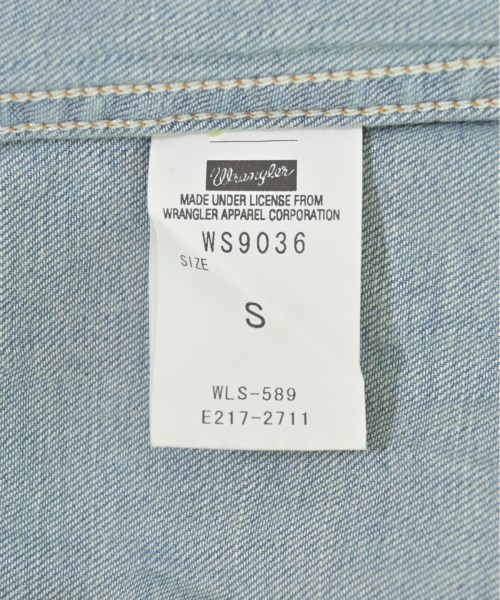 Wrangler
MADE UNDER LICENSE FROM
WRANGLER APPAREL CORPORATION
WS9036
SIZE
S
WLS-589
E217-2711